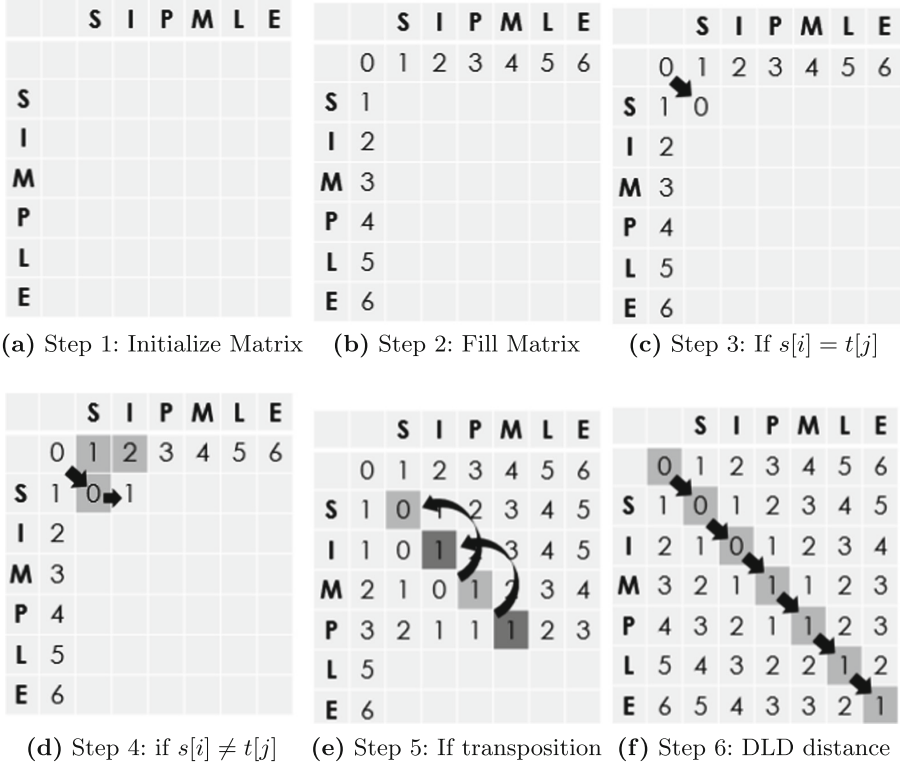 S I P M L E
S
I
M
P
L
E
(a) Step 1: Initialize Matrix
S I P M L E
0 1 2 3 4 5 6
S 1
I 2
M 3
P 4
L 5
E 6
(b) Step 2: Fill Matrix
S I P M L E
0 1 2 3 4 5 6
S 1 0
I 2
M 3
P 4
L 5
E 6
(c) Step 3: If s[i] = t[j]
S I P M L E
0 1 2 3 4 5 6
S 1 0 1
I 2
M 3
P 4
L 5
E 6
(d) Step 4: if s[i] ≠ t[j]
S I P M L E
0 1 2 3 4 5 6
S 1 0 1 2 3 4 5
I 1 0 1 3 4 5
M 2 1 0 1 2 3 4
P 3 2 1 1 1 2 3
L 5
E 6
(e) Step 5: If transposition
S I P M L E
0 1 2 3 4 5 6
S 1 0 1 2 3 4 5
I 2 1 0 1 2 3 4
M 3 2 1 1 1 2 3
P 4 3 2 1 1 2 3
L 5 4 3 2 2 1 2
E 6 5 4 3 3 2 1
(f) Step 6: DLD distance